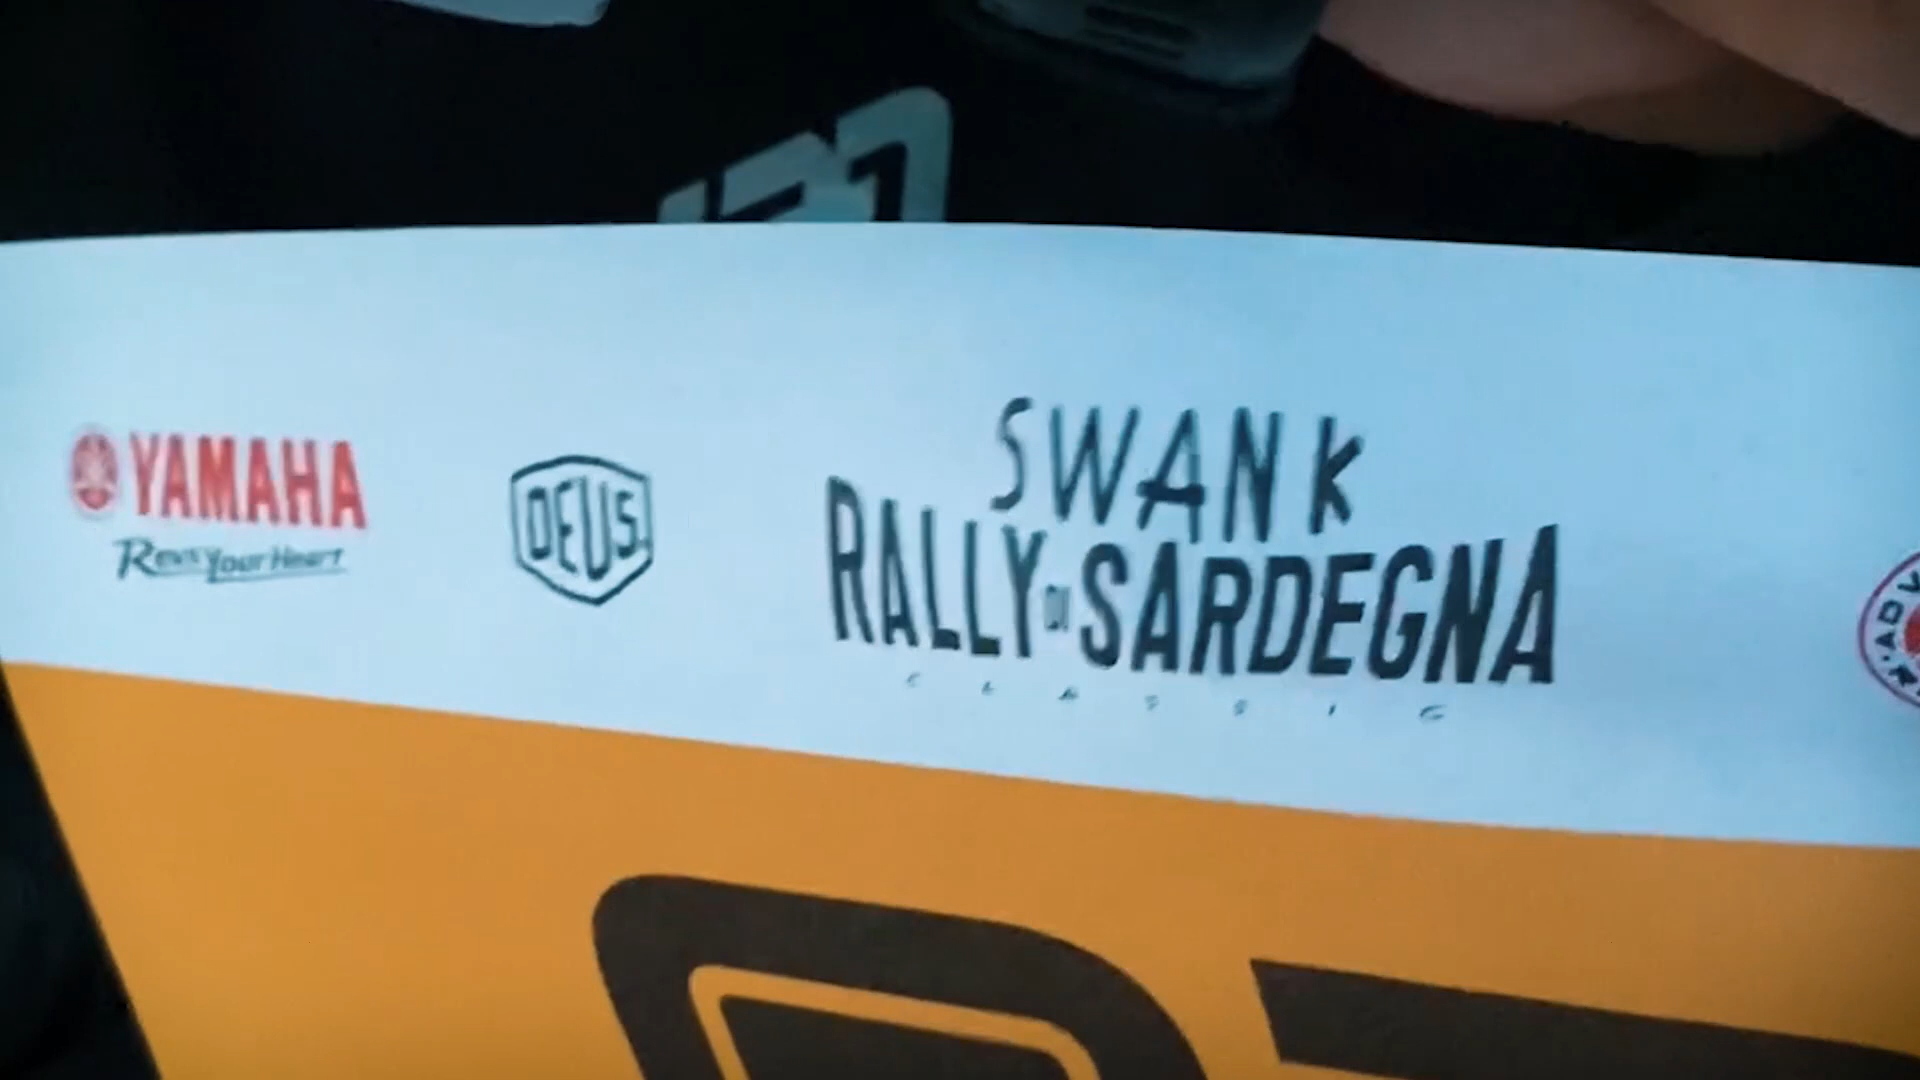 YAMAHA
Revs Your Heart
DEUS.
SWANK
RALLY DI SARDEGNA
CLASSIC